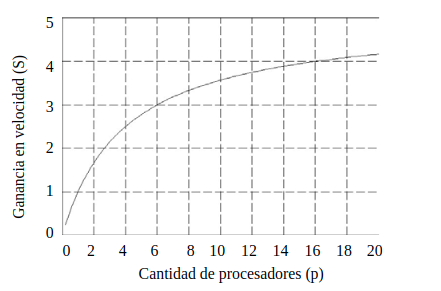 Ganancia en velocidad (S)
5
4
3
2
1
0
0 2 4 6 8 10 12 14 16 18 20
Cantidad de procesadores (p)